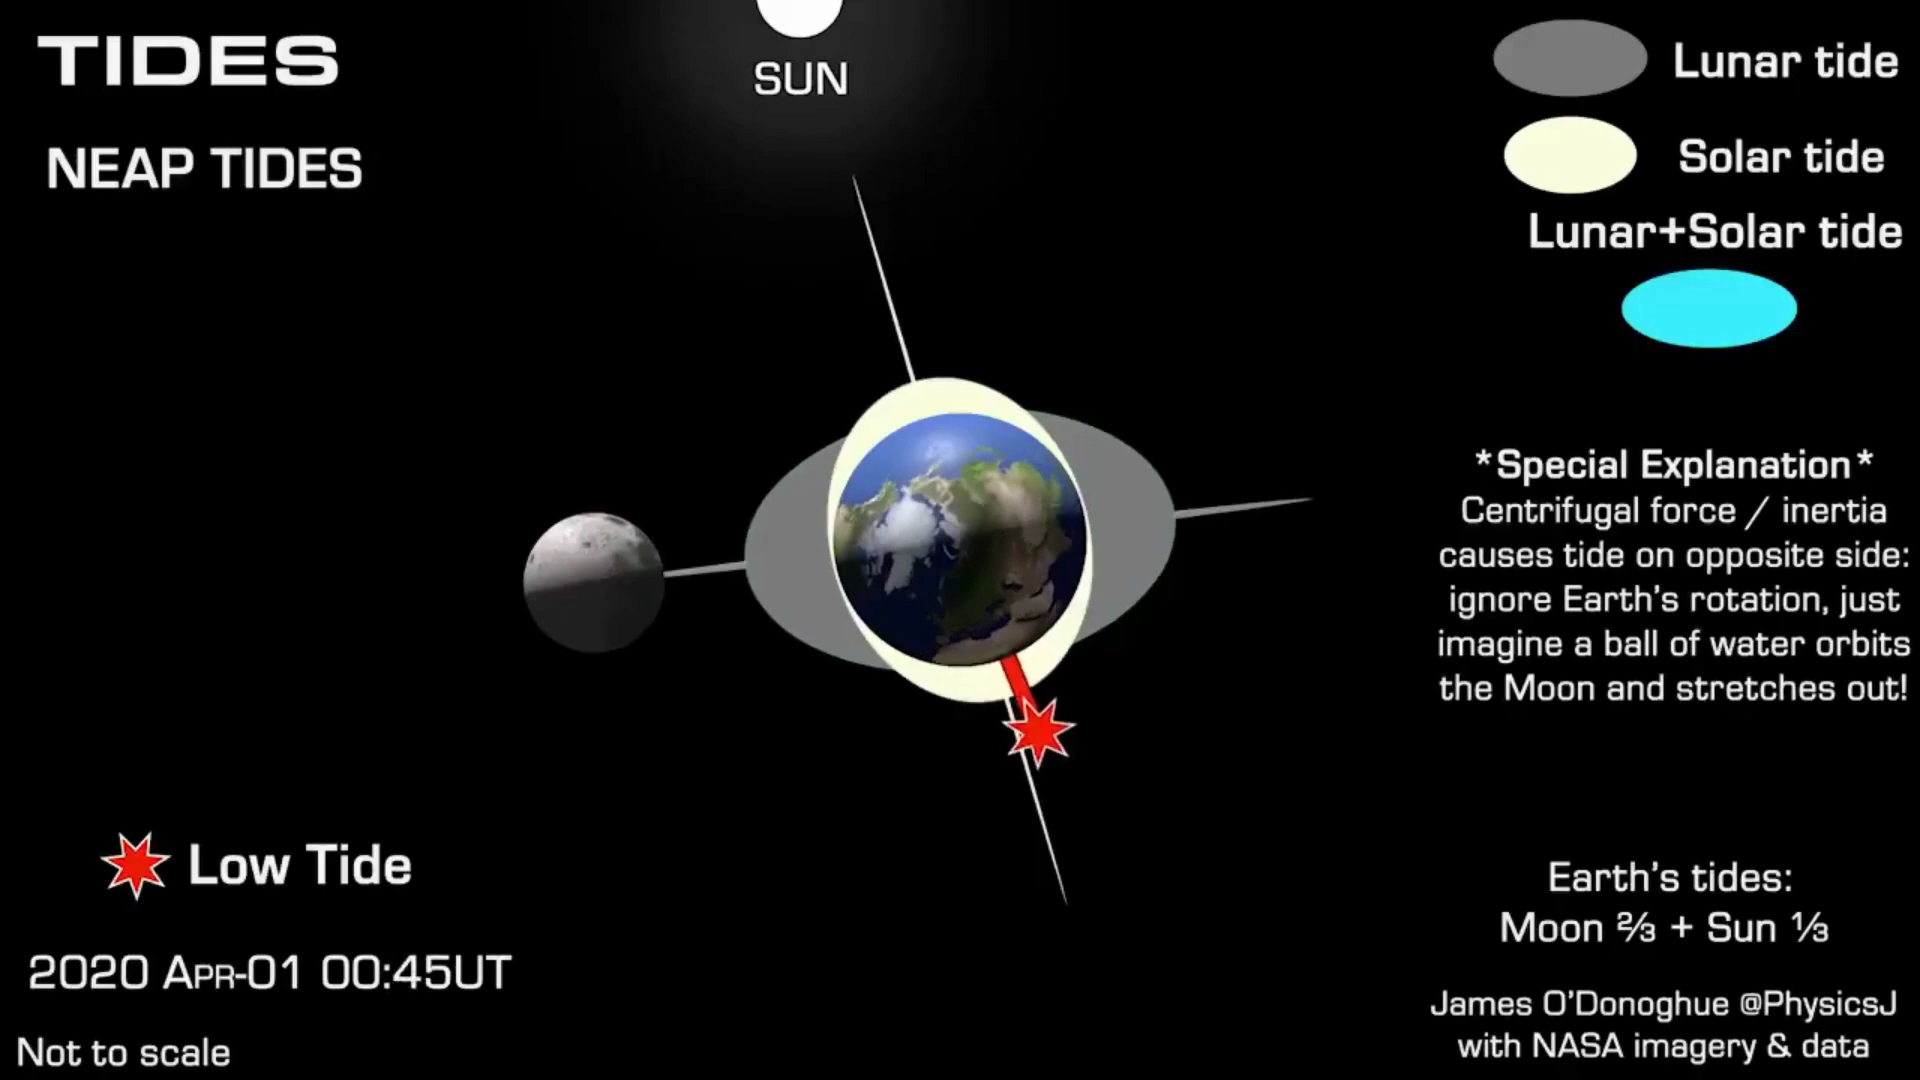 TIDES
NEAP TIDES
SUN
Lunar tide
Solar tide
Lunar+Solar tide
*Special Explanation*
Centrifugal force / inertia
causes tide on opposite side:
ignore Earth's rotation, just
imagine a ball of water orbits
the Moon and stretches out!
Low Tide
2020 APR-01 00:45UT
Not to scale
Earth's tides:
Moon ⅔ + Sun ⅓
James O'Donoghue @PhysicsJ
with NASA imagery & data